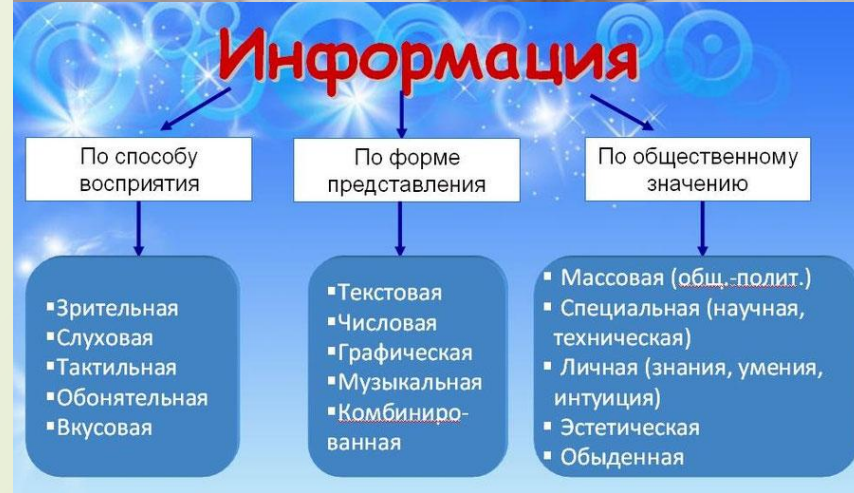 Информация
По способу
восприятия
По форме
представления
По общественному
значению
▪Зрительная
▪Слуховая
▪Тактильная
▪Обонятельная
▪Вкусовая
▪Текстовая
▪Числовая
▪Графическая
▪Музыкальная
▪Комбиниро-
ванная
▪ Массовая (общ.-полит.)
▪ Специальная (научная,
техническая)
▪ Личная (знания, умения,
интуиция)
▪ Эстетическая
▪ Обыденная